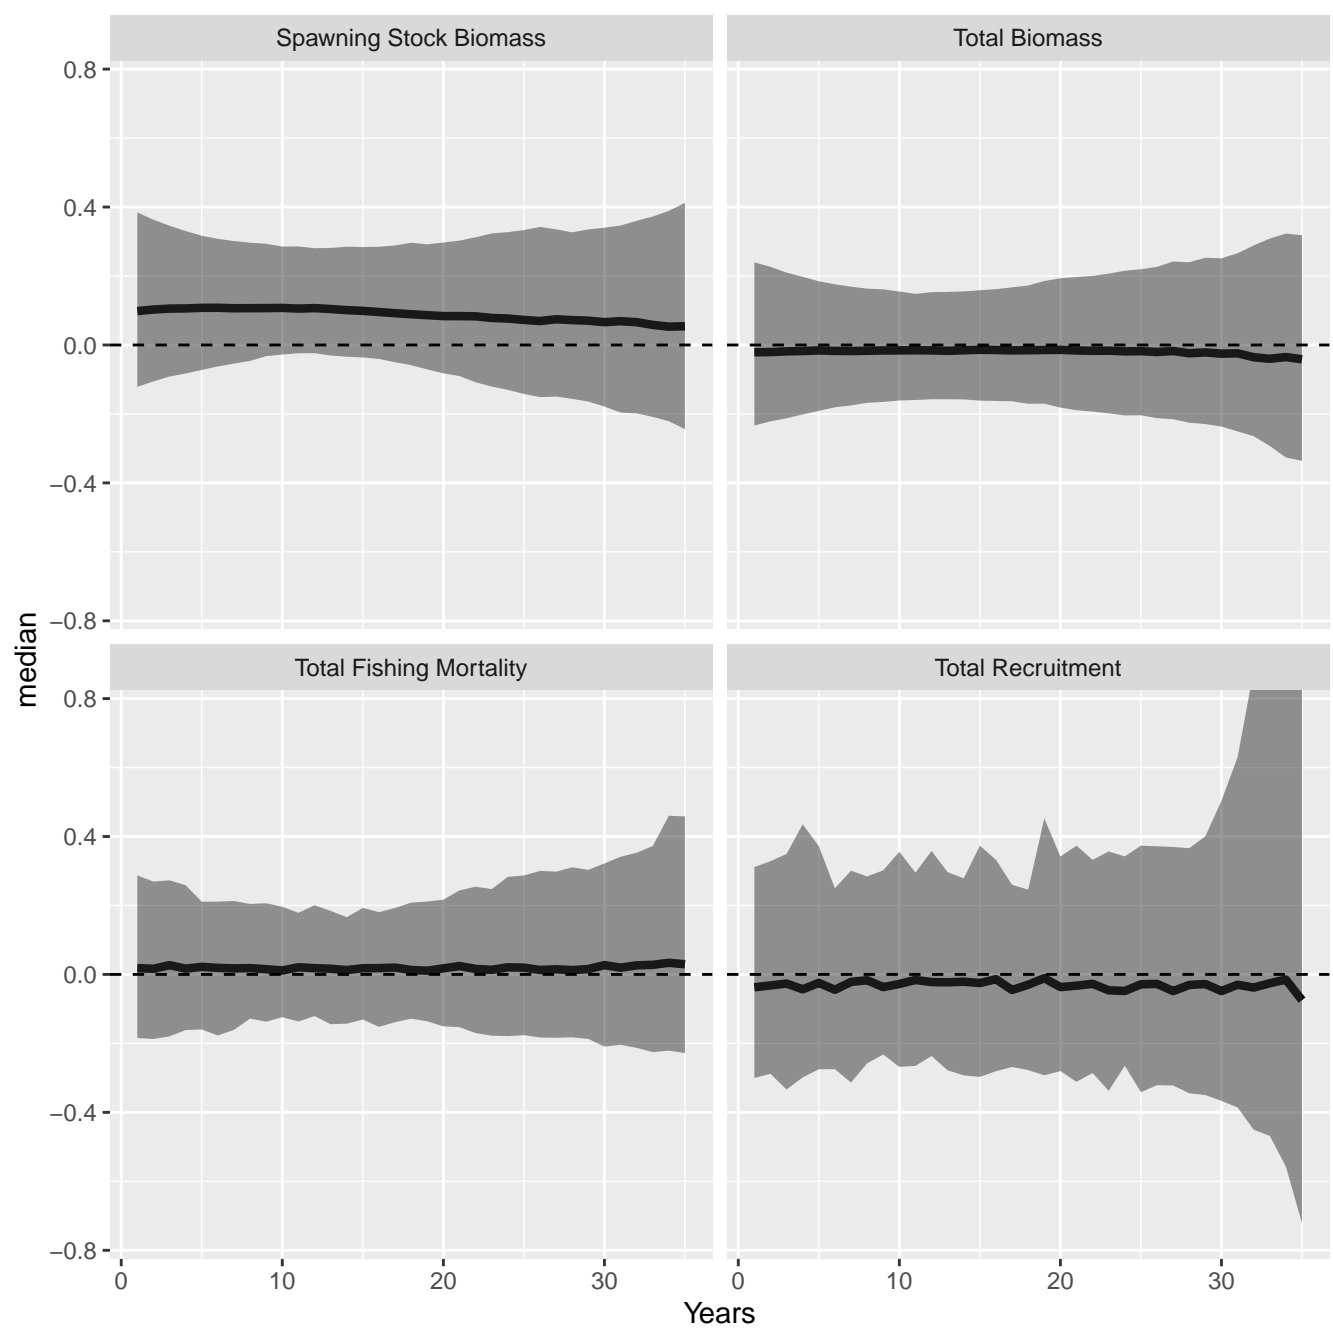 Spawning Stock Biomass
Total Biomass
0.8
0.4
0.0
−0.4
−0.8
Total Fishing Mortality
Total Recruitment
0.8
0.4
0.0
−0.4
−0.8
0 10 20 30
0 10 20 30
Years
median